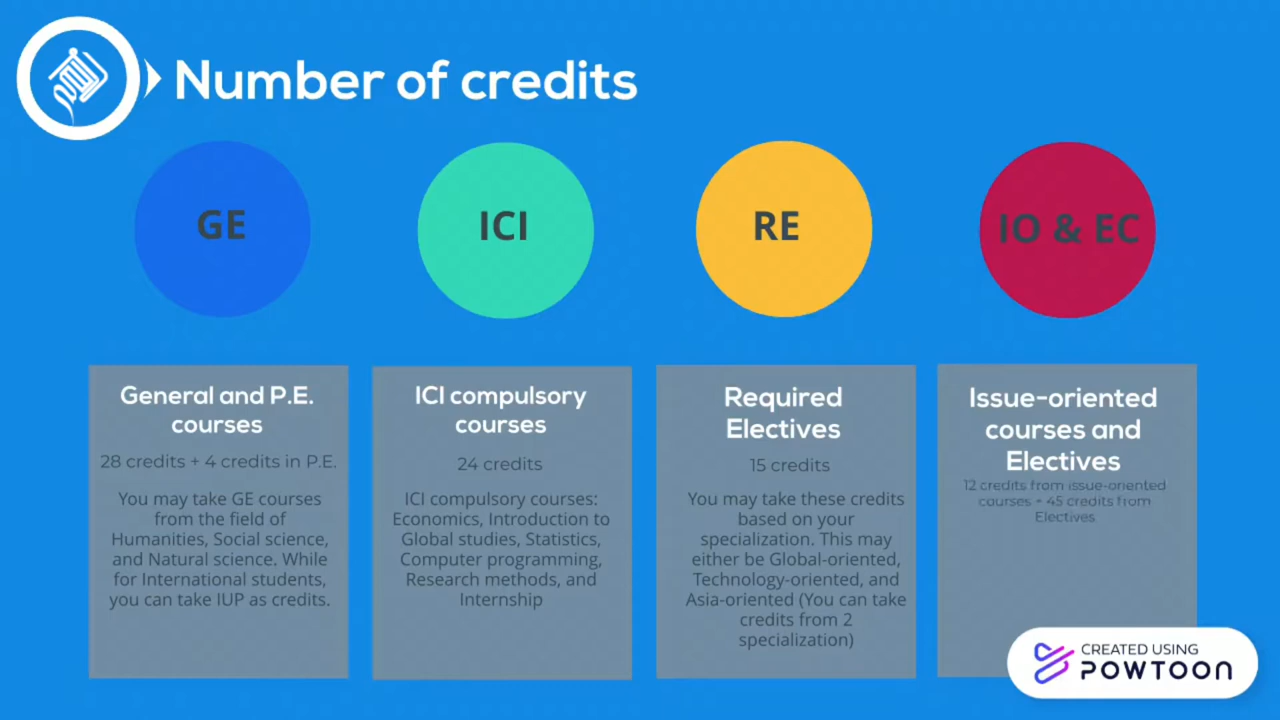 Number of credits
GE
ICI
RE
IO & EC
General and P.E.
courses
28 credits + 4 credits in P.E.
You may take GE courses
from the field of
Humanities, Social science,
and Natural science. While
for International students,
you can take IUP as credits.
ICI compulsory
courses
24 credits
ICI compulsory courses:
Economics, Introduction to
Global studies, Statistics,
Computer programming,
Research methods, and
Internship
Required
Electives
15 credits
You may take these credits
based on your
specialization. This may
either be Global-oriented,
Technology-oriented, and
Asia-oriented (You can take
credits from 2
specialization)
Issue-oriented
courses and
Electives
12 credits from issue-oriented
courses + 45 credits from
Electives
CREATED USING
POWTOON